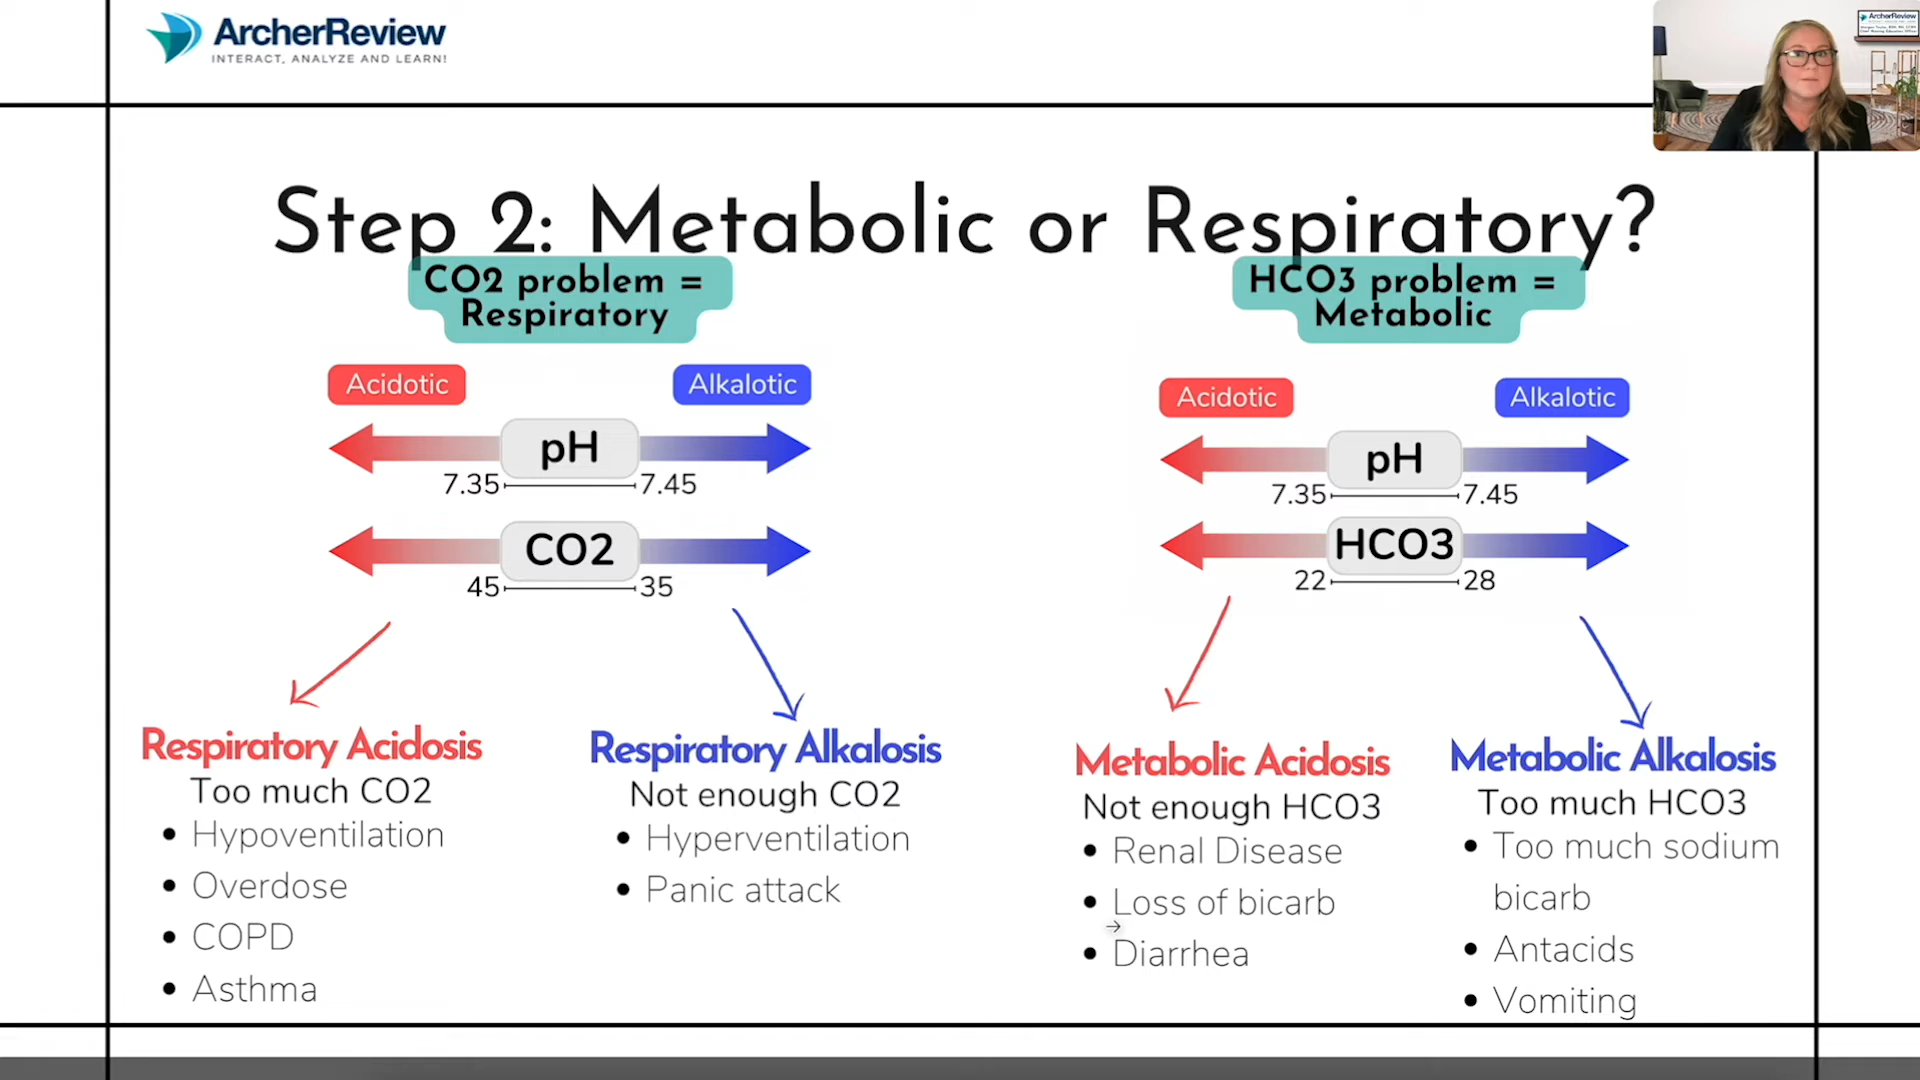 ArcherReview
INTERACT, ANALYZE AND LEARN!
ArcherReview
Step 2: Metabolic or Respiratory?
CO2 problem =
Respiratory
Acidotic
Alkalotic
pH
7.35
7.45
CO2
45
35
Respiratory Acidosis
Too much CO2
• Hypoventilation
• Overdose
• COPD
• Asthma
Respiratory Alkalosis
Not enough CO2
• Hyperventilation
• Panic attack
HCO3 problem =
Metabolic
Acidotic
Alkalotic
pH
7.35
7.45
HCO3
22
28
Metabolic Acidosis
Not enough HCO3
• Renal Disease
• Loss of bicarb
• Diarrhea
Metabolic Alkalosis
Too much HCO3
• Too much sodium
bicarb
• Antacids
• Vomiting